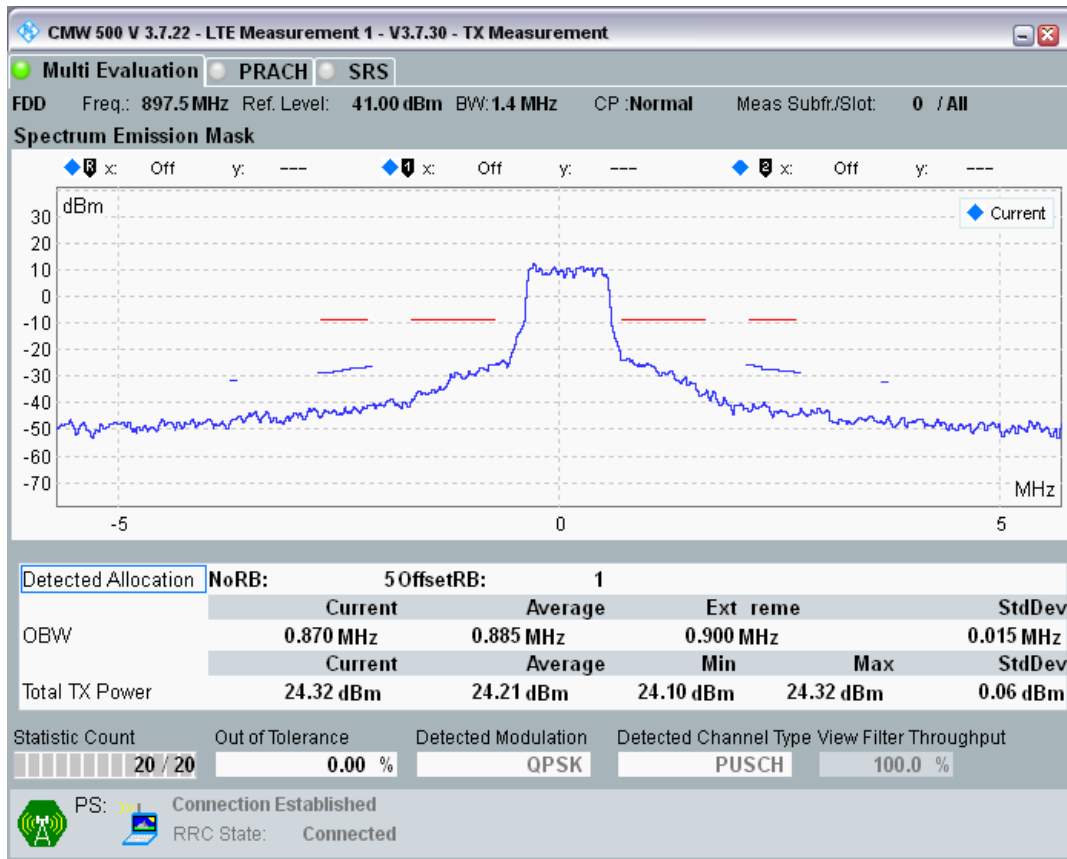 CMW 500 V 3.7.22 - LTE Measurement 1 - V3.7.30 - TX Measurement
Multi Evaluation PRACH SRS
FDD Freq.: 897.5 MHz Ref. Level: 41.00 dBm BW: 1.4 MHz CP :Normal Meas Subfr./Slot: 0 / All
Spectrum Emission Mask
R x: Off y: --- 1 x: Off y: --- 2 x: Off y: ---
dBm
Current
30
20
10
0
-10
-20
-30
-40
-50
-60
-70
MHz
-5 0 5
Detected Allocation NoRB: 5 OffsetRB: 1
Current Average Ext reme StdDev
OBW 0.870 MHz 0.885 MHz 0.900 MHz 0.015 MHz
Current Average Min Max StdDev
Total TX Power 24.32 dBm 24.21 dBm 24.10 dBm 24.32 dBm 0.06 dBm
Statistic Count Out of Tolerance Detected Modulation Detected Channel Type View Filter Throughput
20 / 20 0.00 % QPSK PUSCH 100.0 %
PS: Connection Established
RRC State: Connected